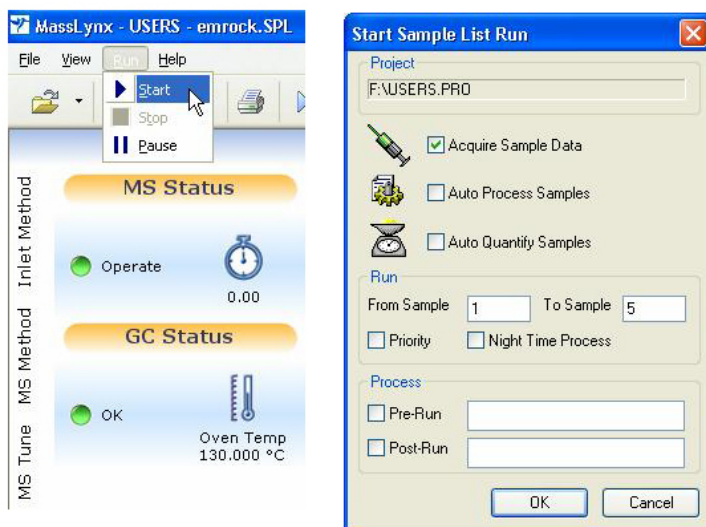 MassLynx - USERS - emrock.SPL
File View Run Help
Start
Stop
Pause
Inlet Method
MS Method
MS Tune
MS Status
Operate
0.00
GC Status
OK
Oven Temp
130.000 °C
Start Sample List Run
Project
F:\USERS.PRO
Acquire Sample Data
Auto Process Samples
Auto Quantify Samples
Run
From Sample 1 To Sample 5
Priority Night Time Process
Process
Pre-Run
Post-Run
OK Cancel